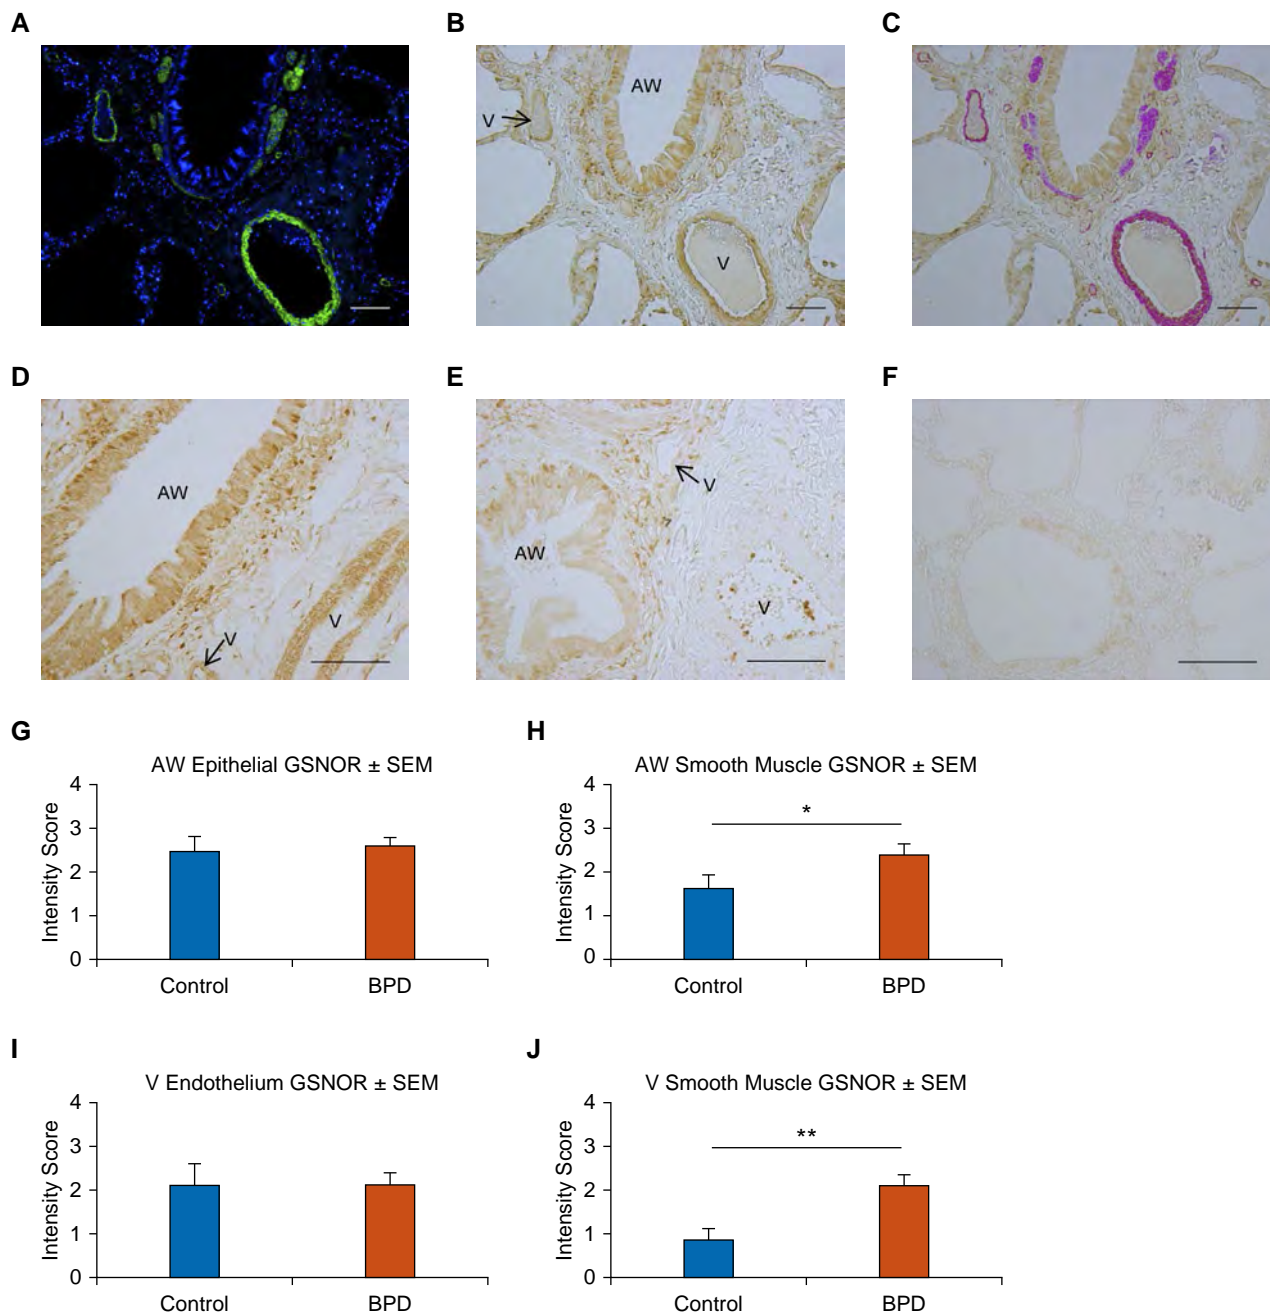 A
B
C
AW
V
V
D
E
F
AW
V
V
V
AW
V
G
H
AW Epithelial GSNOR ± SEM
AW Smooth Muscle GSNOR ± SEM
4
3
2
1
0
Intensity Score
Control
BPD
4
3
2
1
0
Intensity Score
*
Control
BPD
I
J
V Endothelium GSNOR ± SEM
V Smooth Muscle GSNOR ± SEM
4
3
2
1
0
Intensity Score
Control
BPD
4
3
2
1
0
Intensity Score
**
Control
BPD